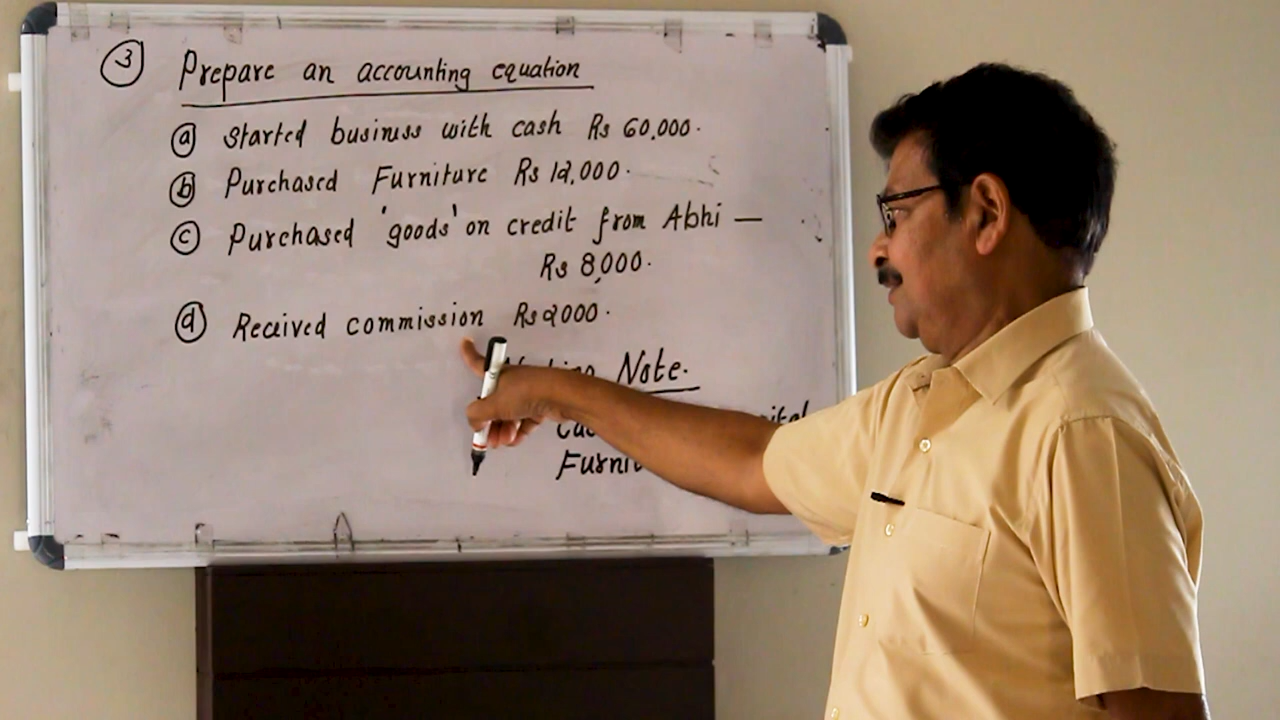 3 Prepare an accounting equation
a Started business with cash Rs 60,000.
b Purchased Furniture Rs 12,000.
c Purchased 'goods' on credit from Abhi —
Rs 8,000.
d Received commission Rs 2000.
Note.